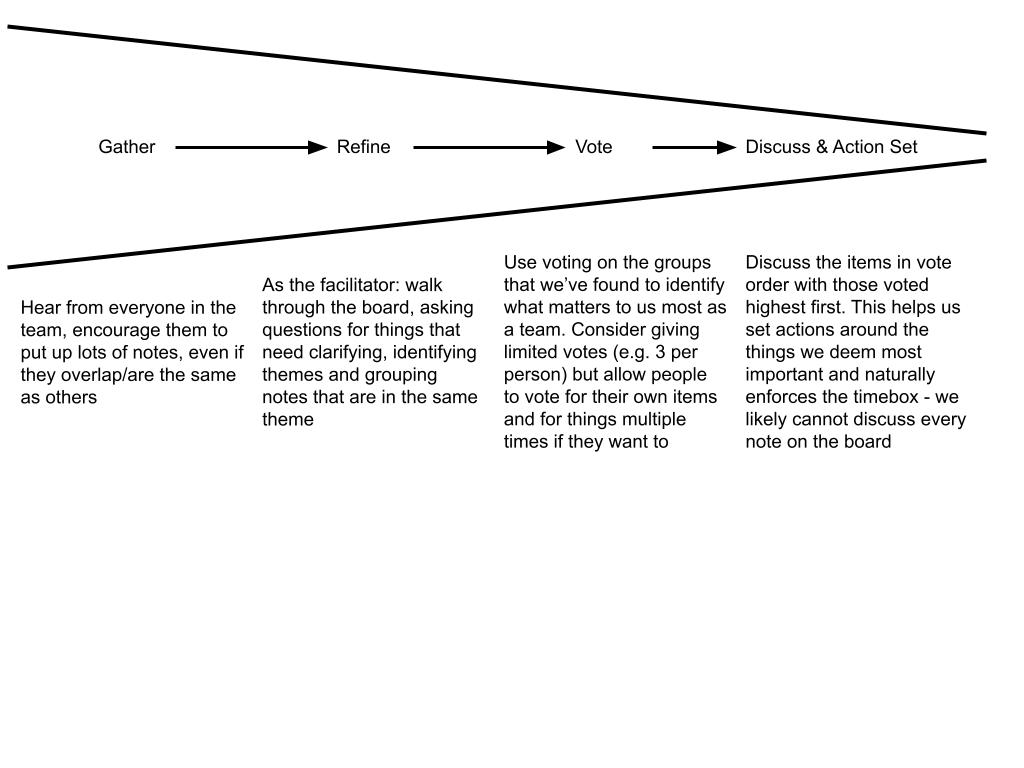 Gather
Refine
Vote
Discuss & Action Set
Hear from everyone in the
team, encourage them to
put up lots of notes, even if
they overlap/are the same
as others
As the facilitator: walk
through the board, asking
questions for things that
need clarifying, identifying
themes and grouping
notes that are in the same
theme
Use voting on the groups
that we’ve found to identify
what matters to us most as
a team. Consider giving
limited votes (e.g. 3 per
person) but allow people
to vote for their own items
and for things multiple
times if they want to
Discuss the items in vote
order with those voted
highest first. This helps us
set actions around the
things we deem most
important and naturally
enforces the timebox - we
likely cannot discuss every
note on the board